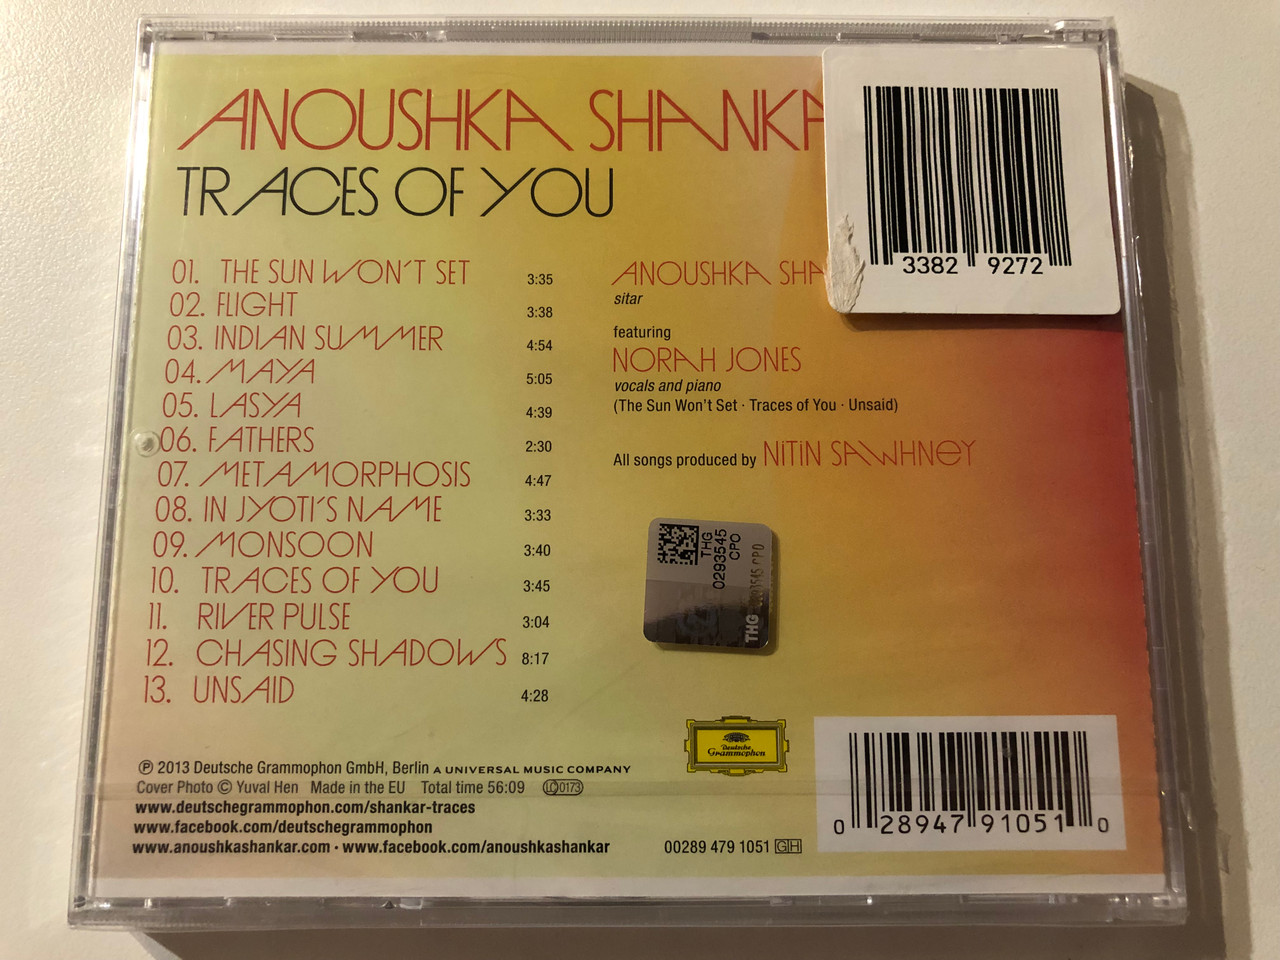 ANOUSHKA SHANKA
TRACES OF YOU
3382 9272
01. THE SUN WON'T SET 3:35
02. FLIGHT 3:38
03. INDIAN SUMMER 4:54
04. MAYA 5:05
05. LASYA 4:39
06. FATHERS 2:30
07. METAMORPHOSIS 4:47
08. IN JYOTI'S NAME 3:33
09. MONSOON 3:40
10. TRACES OF YOU 3:45
11. RIVER PULSE 3:04
12. CHASING SHADOWS 8:17
13. UNSAID 4:28
ANOUSHKA SHA
sitar
featuring
NORAH JONES
vocals and piano
(The Sun Won't Set · Traces of You · Unsaid)
All songs produced by NITIN SAWHNEY
THG
0293545
CPO
THG
Deutsche
Grammophon
℗ 2013 Deutsche Grammophon GmbH, Berlin A UNIVERSAL MUSIC COMPANY
Cover Photo © Yuval Hen Made in the EU Total time 56:09 LC 0173
www.deutschegrammophon.com/shankar-traces
www.facebook.com/deutschegrammophon
www.anoushkashankar.com · www.facebook.com/anoushkashankar
00289 479 1051 GH
0 28947 91051 0